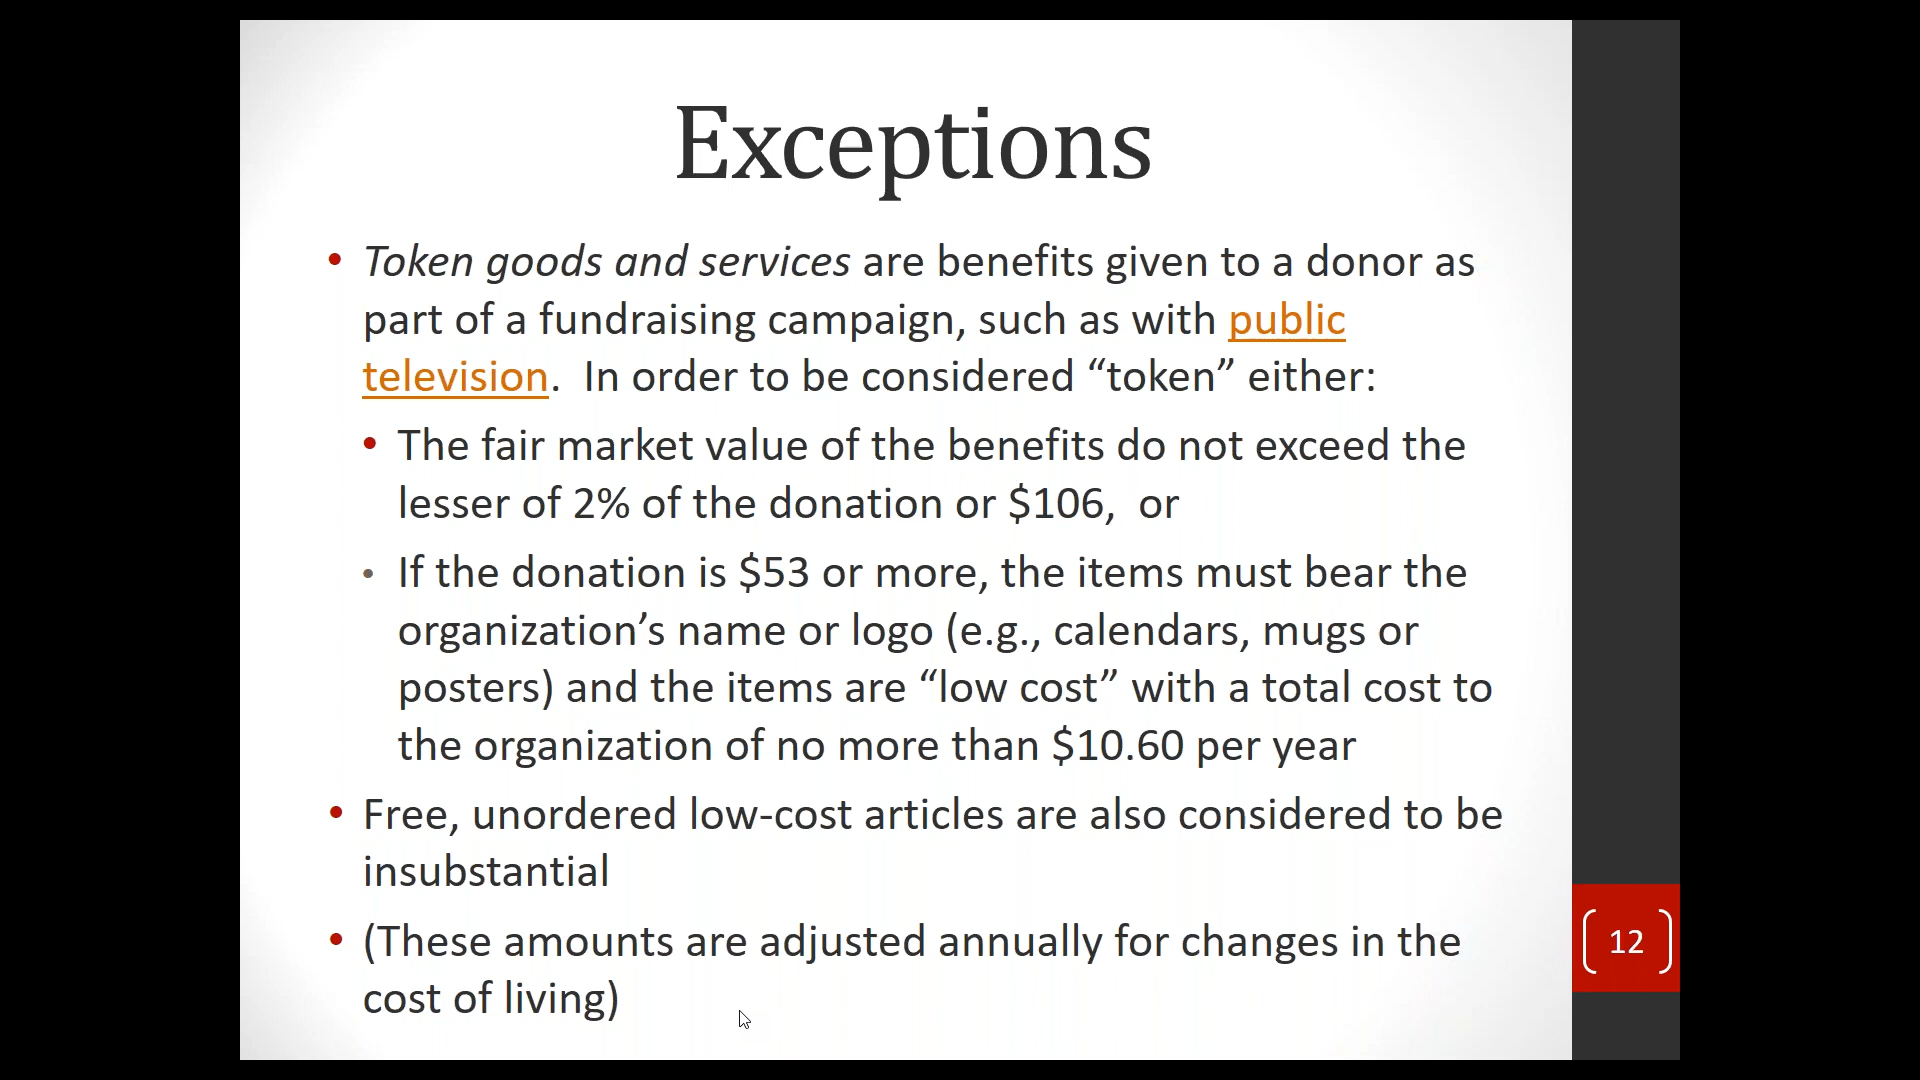 Exceptions
• Token goods and services are benefits given to a donor as
part of a fundraising campaign, such as with public
television.  In order to be considered “token” either:
• The fair market value of the benefits do not exceed the
lesser of 2% of the donation or $106,  or
• If the donation is $53 or more, the items must bear the
organization’s name or logo (e.g., calendars, mugs or
posters) and the items are “low cost” with a total cost to
the organization of no more than $10.60 per year
• Free, unordered low-cost articles are also considered to be
insubstantial
• (These amounts are adjusted annually for changes in the
cost of living)
12